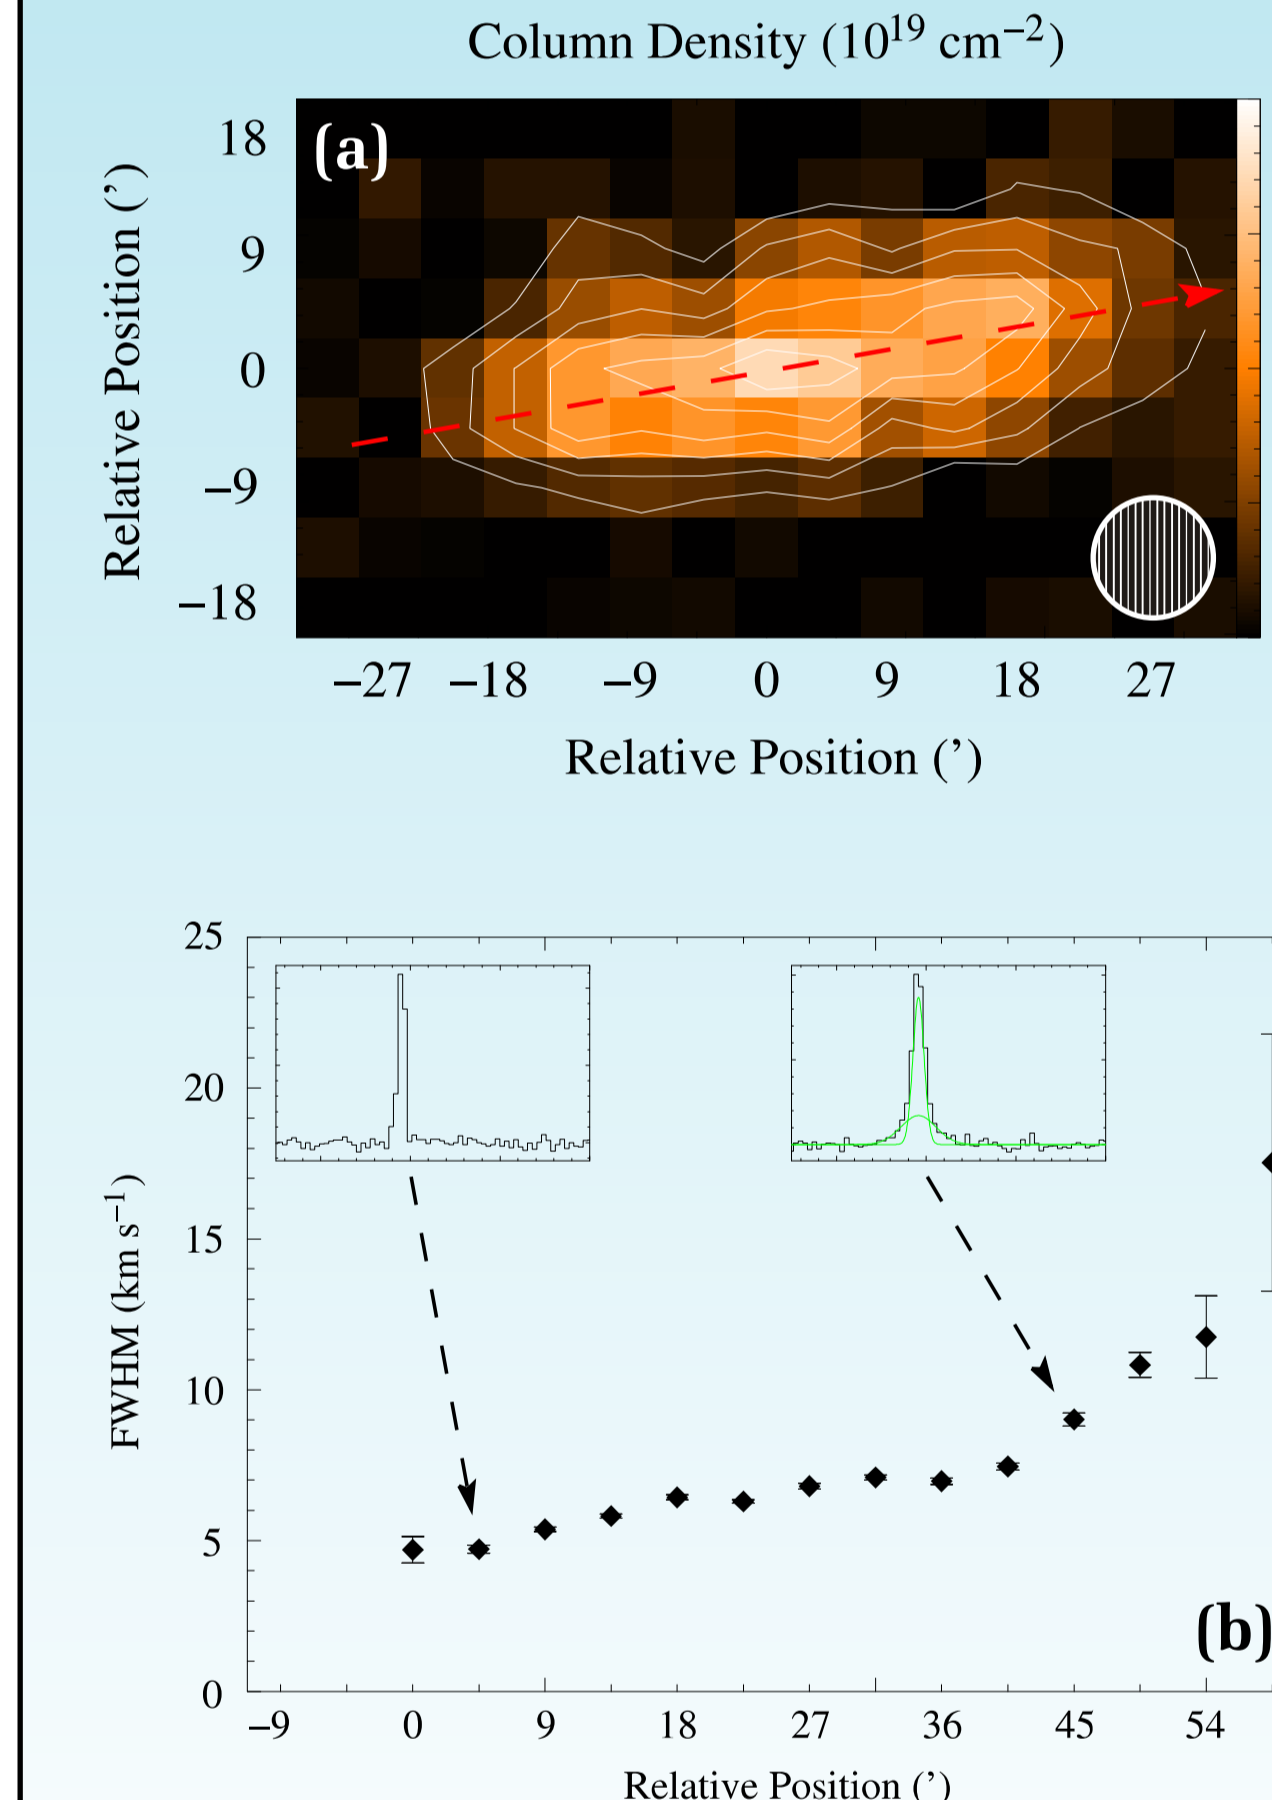 Column Density (10¹⁹ cm⁻²)
(a)
18
9
0
−9
−18
Relative Position (’)
−27 −18 −9 0 9 18 27
Relative Position (’)
25
20
15
10
5
0
FWHM (km s⁻¹)
(b)
−9 0 9 18 27 36 45 54
Relative Position (’)